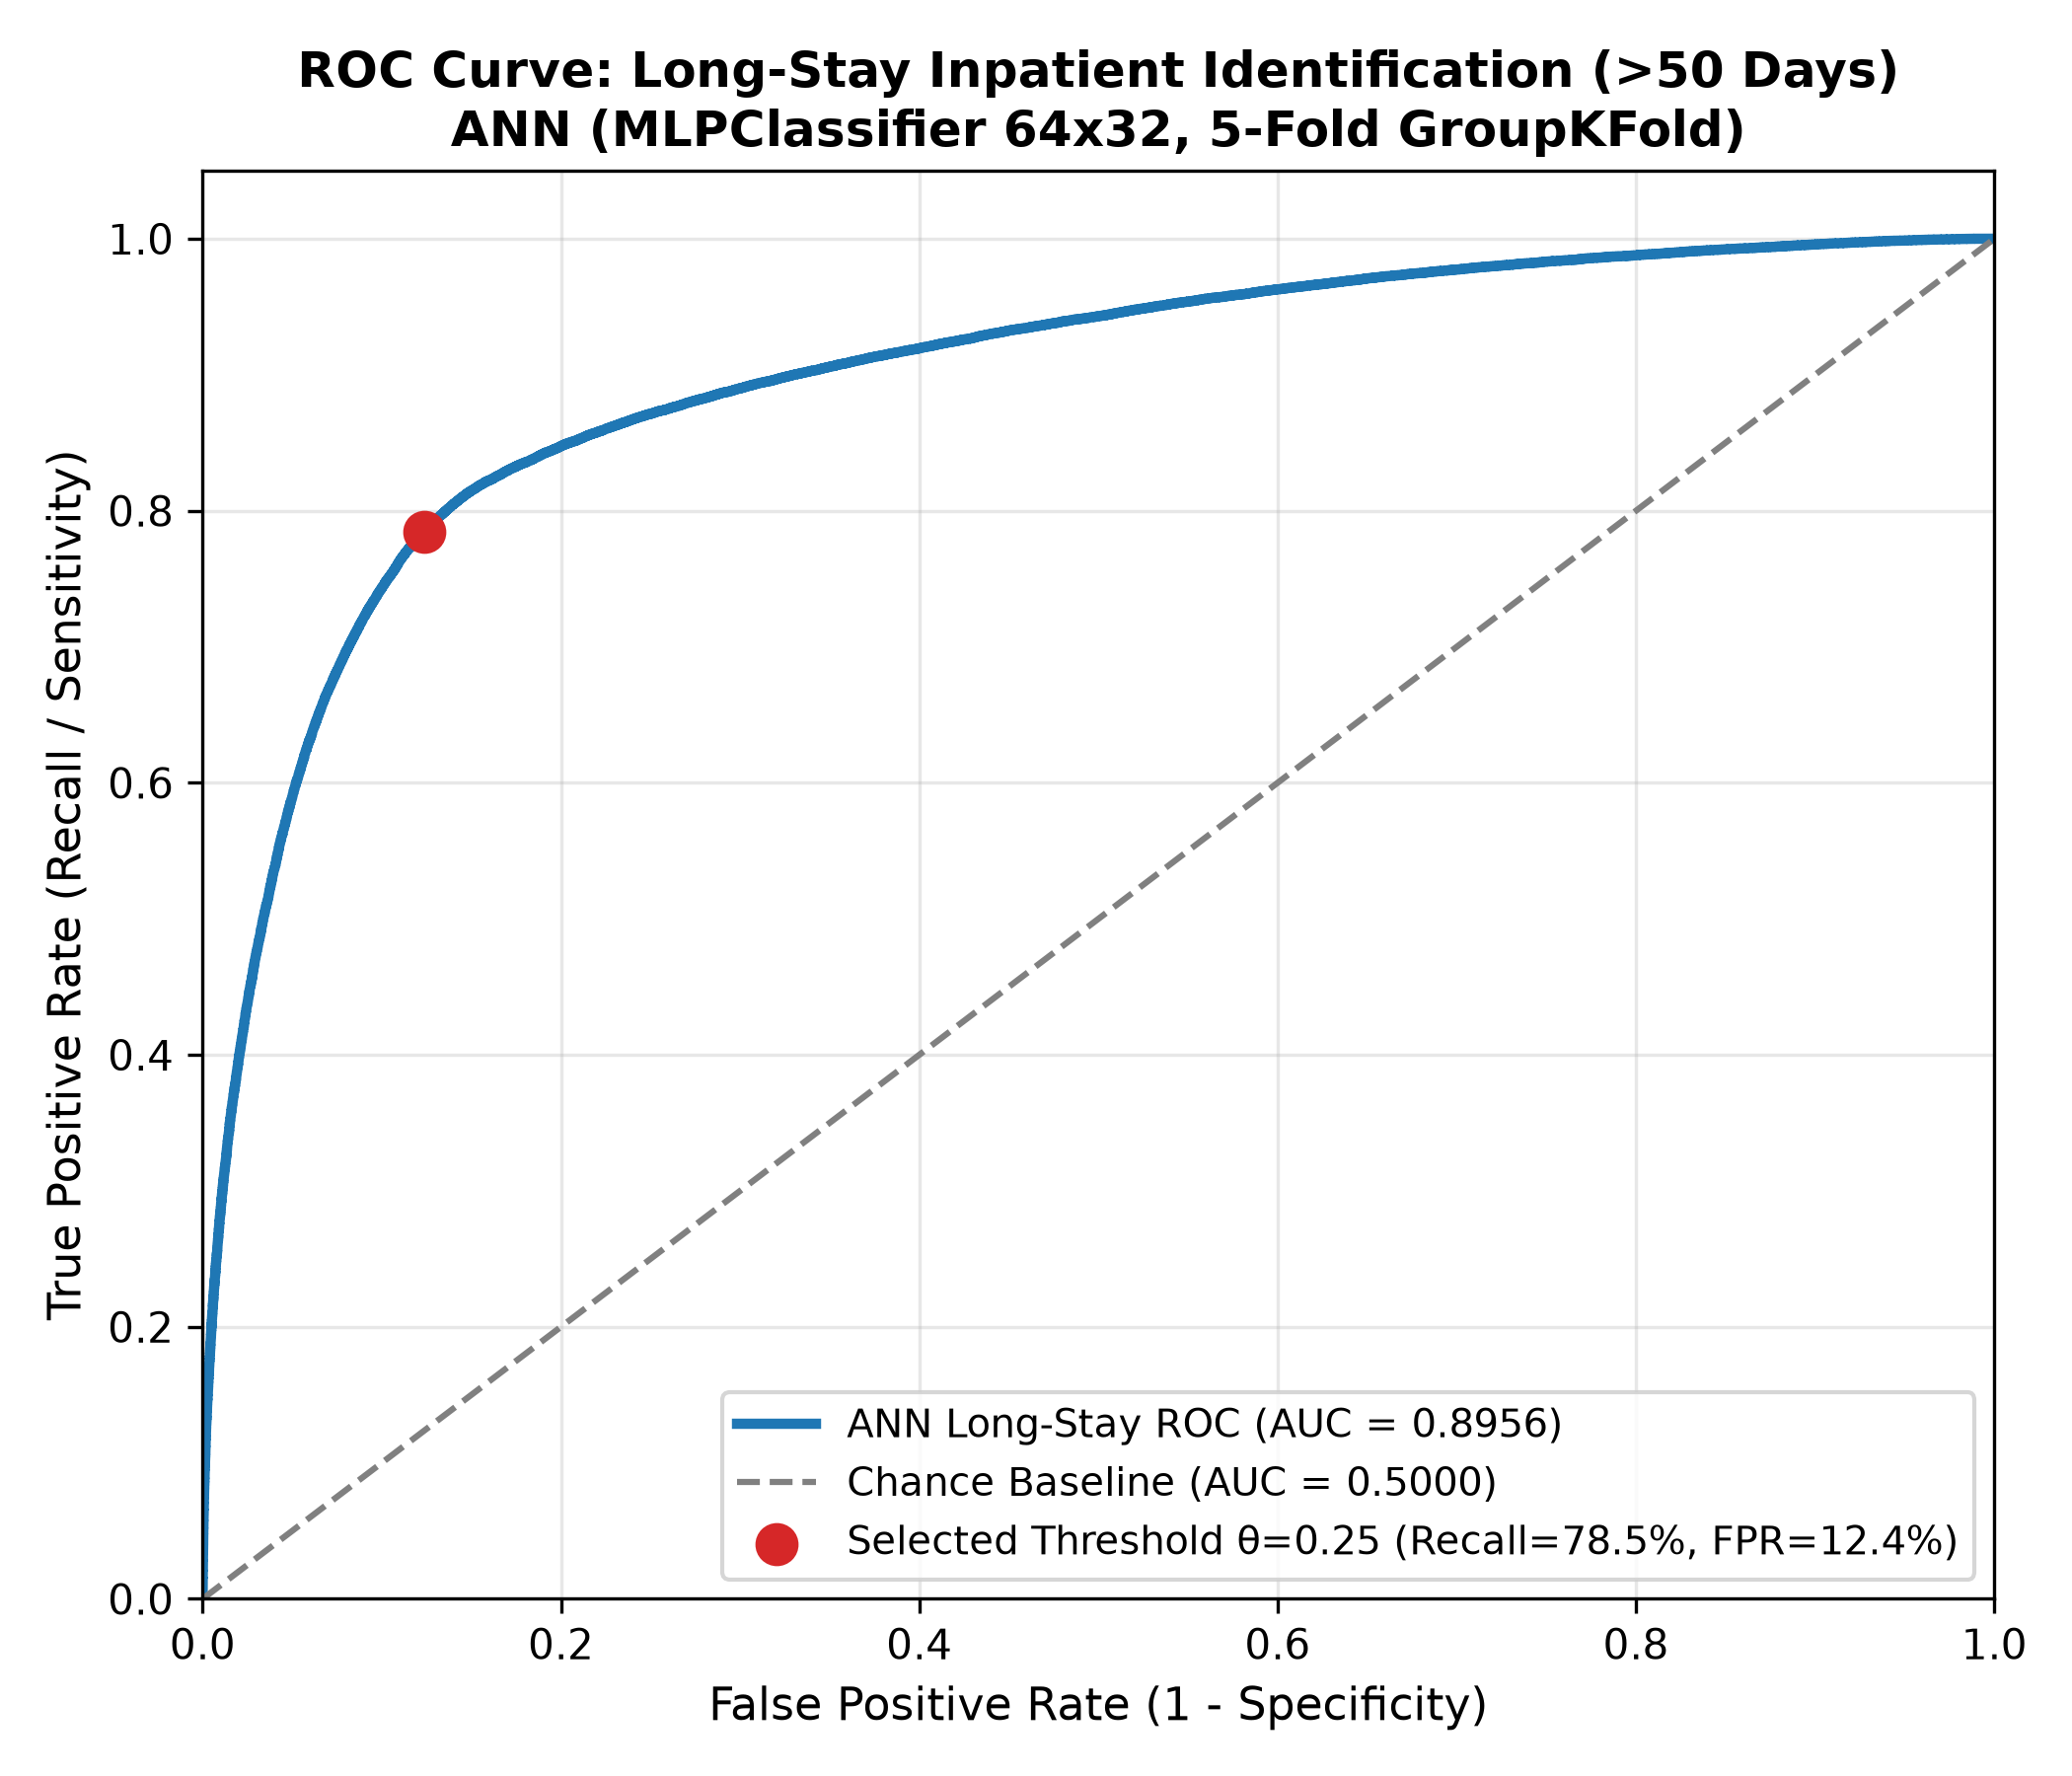 ROC Curve: Long-Stay Inpatient Identification (>50 Days)
ANN (MLPClassifier 64x32, 5-Fold GroupKFold)
True Positive Rate (Recall / Sensitivity)
1.0
0.8
0.6
0.4
0.2
0.0
ANN Long-Stay ROC (AUC = 0.8956)
Chance Baseline (AUC = 0.5000)
Selected Threshold θ=0.25 (Recall=78.5%, FPR=12.4%)
0.0 0.2 0.4 0.6 0.8 1.0
False Positive Rate (1 - Specificity)